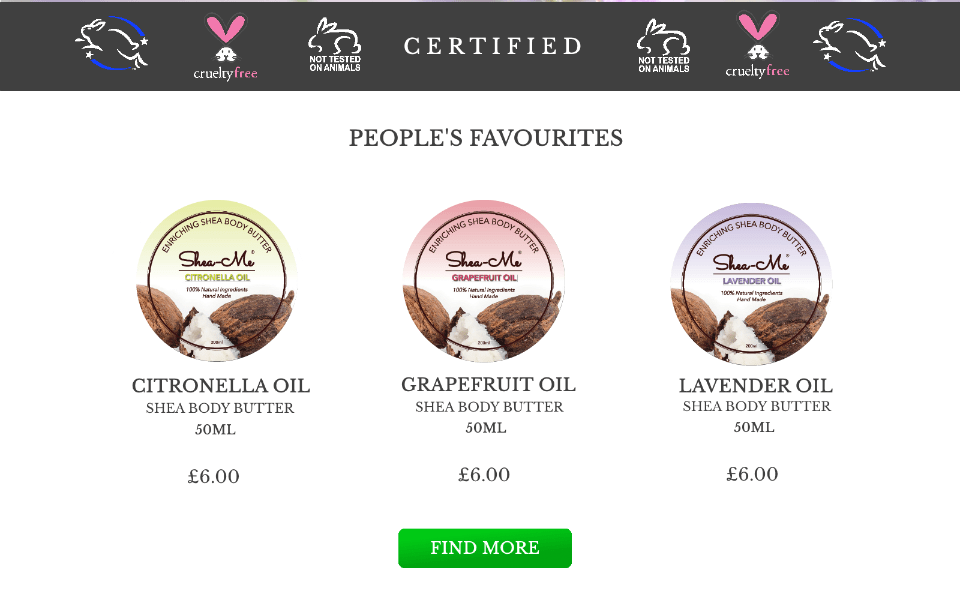 crueltyfree
NOT TESTED
ON ANIMALS
CERTIFIED
NOT TESTED
ON ANIMALS
crueltyfree
PEOPLE'S FAVOURITES
ENRICHING SHEA BODY BUTTER
Shea-Me®
CITRONELLA OIL
100% Natural Ingredients
Hand Made
200ml
ENRICHING SHEA BODY BUTTER
Shea-Me®
GRAPEFRUIT OIL
100% Natural Ingredients
Hand Made
200ml
ENRICHING SHEA BODY BUTTER
Shea-Me®
LAVENDER OIL
100% Natural Ingredients
Hand Made
200ml
CITRONELLA OIL
SHEA BODY BUTTER
50ML
£6.00
GRAPEFRUIT OIL
SHEA BODY BUTTER
50ML
£6.00
LAVENDER OIL
SHEA BODY BUTTER
50ML
£6.00
FIND MORE